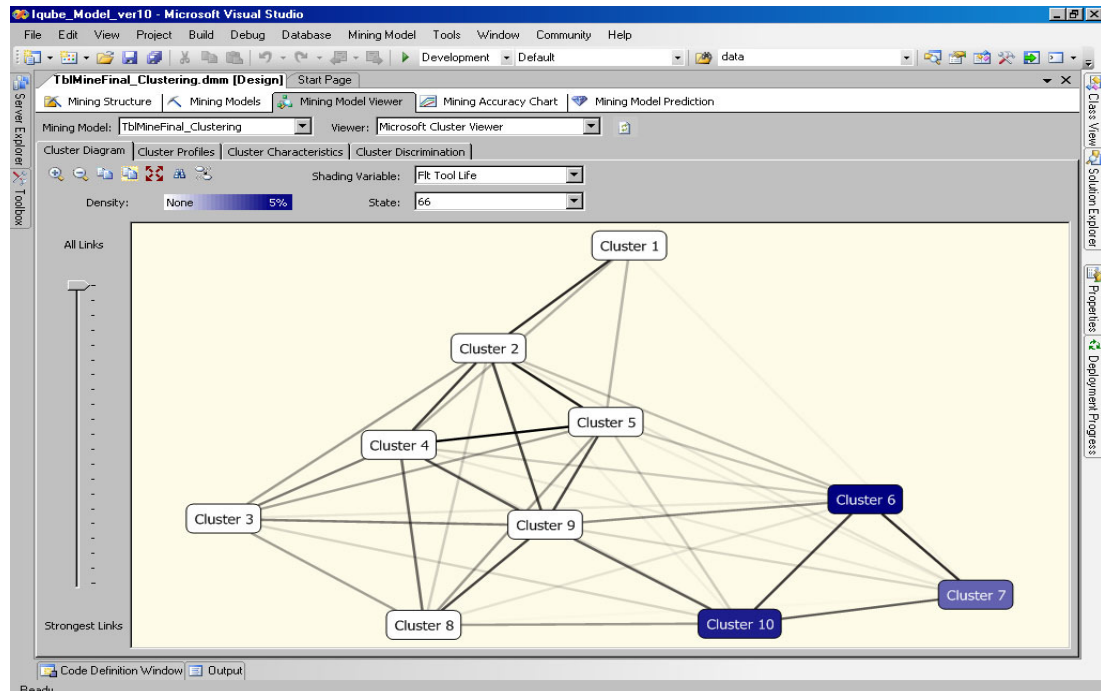 Iqube_Model_ver10 - Microsoft Visual Studio
File Edit View Project Build Debug Database Mining Model Tools Window Community Help
Development Default data
TblMineFinal_Clustering.dmm [Design] Start Page
Mining Structure Mining Models Mining Model Viewer Mining Accuracy Chart Mining Model Prediction
Mining Model: TblMineFinal_Clustering Viewer: Microsoft Cluster Viewer
Cluster Diagram Cluster Profiles Cluster Characteristics Cluster Discrimination
Shading Variable: Flt Tool Life
Density: None 5% State: 66
Server Explorer
Toolbox
All Links
Strongest Links
Cluster 1
Cluster 2
Cluster 5
Cluster 4
Cluster 6
Cluster 3
Cluster 9
Cluster 7
Cluster 8
Cluster 10
Class View
Solution Explorer
Properties
Deployment Progress
Code Definition Window Output
Ready